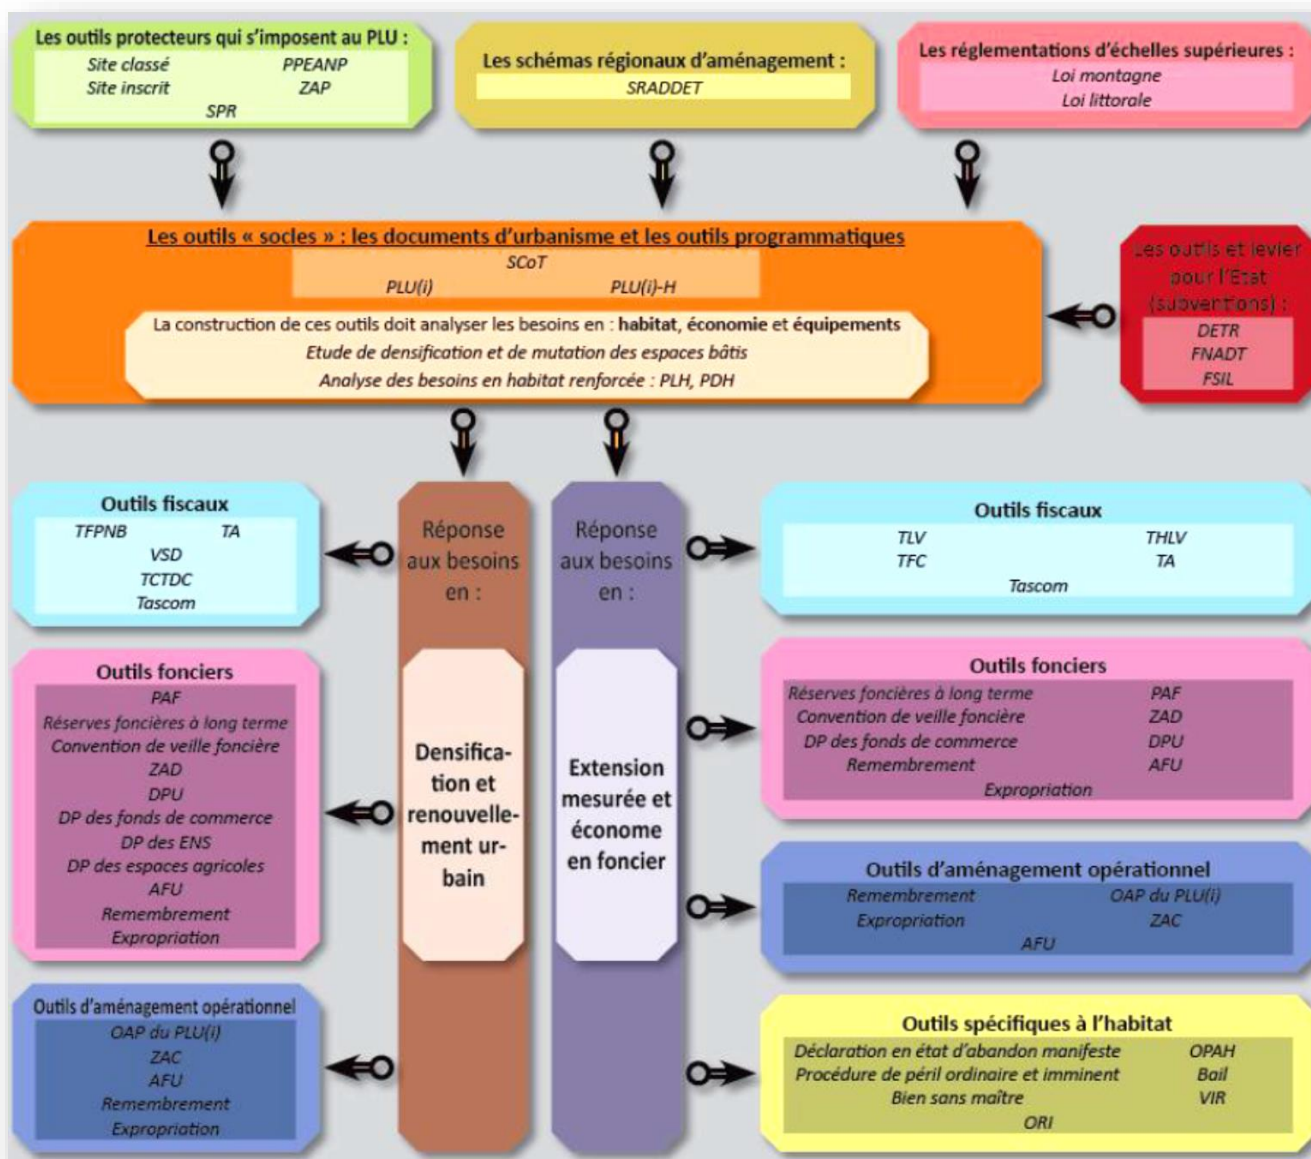 Les outils protecteurs qui s'imposent au PLU :
Site classé PPEANP
Site inscrit ZAP
SPR
Les schémas régionaux d'aménagement :
SRADDET
Les réglementations d'échelles supérieures :
Loi montagne
Loi littorale
Les outils « socles » : les documents d'urbanisme et les outils programmatiques
SCoT
PLU(i) PLU(i)-H
La construction de ces outils doit analyser les besoins en : habitat, économie et équipements
Etude de densification et de mutation des espaces bâtis
Analyse des besoins en habitat renforcée : PLH, PDH
Les outils et levier
pour l'Etat
(subventions) :
DETR
FNADT
FSIL
Outils fiscaux
TFPNB TA
VSD
TCTDC
Tascom
Outils fonciers
PAF
Réserves foncières à long terme
Convention de veille foncière
ZAD
DPU
DP des fonds de commerce
DP des ENS
DP des espaces agricoles
AFU
Remembrement
Expropriation
Outils d'aménagement opérationnel
OAP du PLU(i)
ZAC
AFU
Remembrement
Expropriation
Réponse
aux besoins
en :
Densifica-
tion et
renouvelle-
ment ur-
bain
Réponse
aux besoins
en :
Extension
mesurée et
économe
en foncier
Outils fiscaux
TLV THLV
TFC TA
Tascom
Outils fonciers
Réserves foncières à long terme PAF
Convention de veille foncière ZAD
DP des fonds de commerce DPU
Remembrement AFU
Expropriation
Outils d'aménagement opérationnel
Remembrement OAP du PLU(i)
Expropriation ZAC
AFU
Outils spécifiques à l'habitat
Déclaration en état d'abandon manifeste OPAH
Procédure de péril ordinaire et imminent Bail
Bien sans maître VIR
ORI